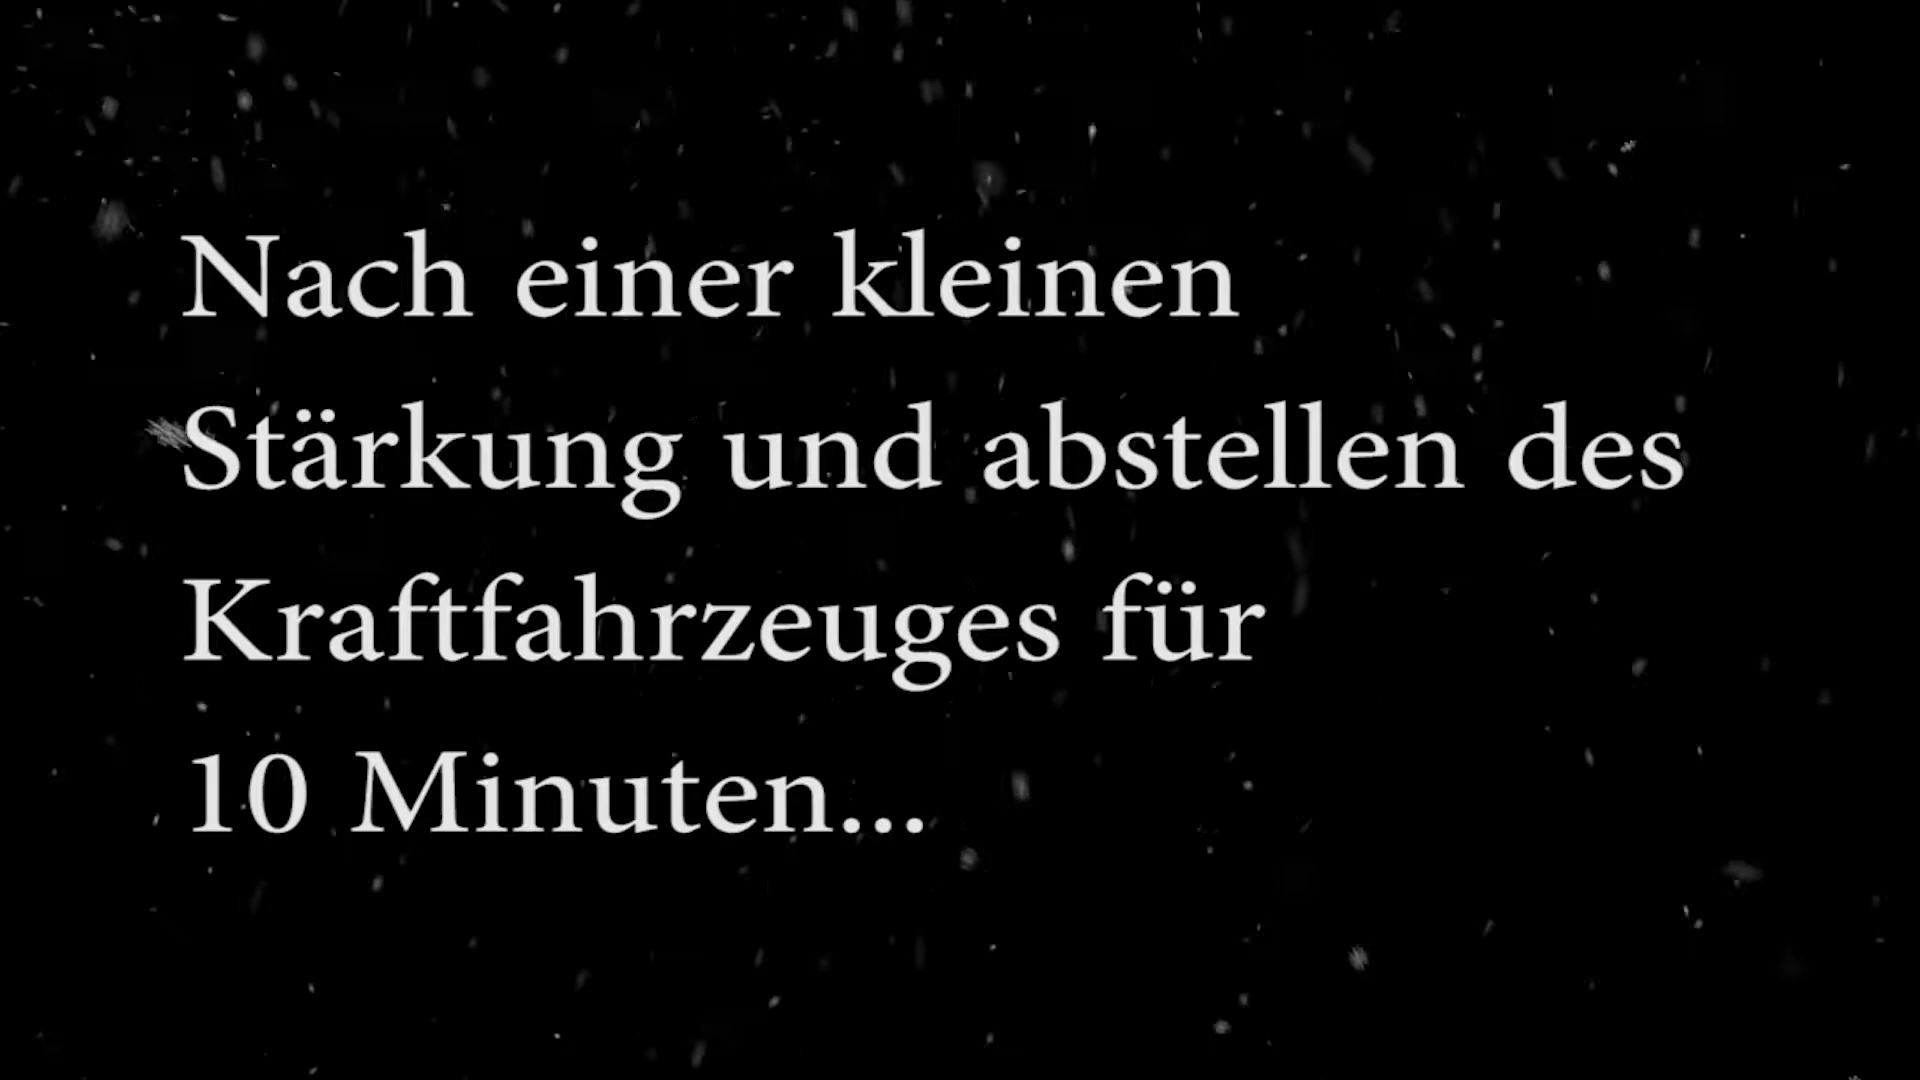 Nach einer kleinen
Stärkung und abstellen des
Kraftfahrzeuges für
10 Minuten...